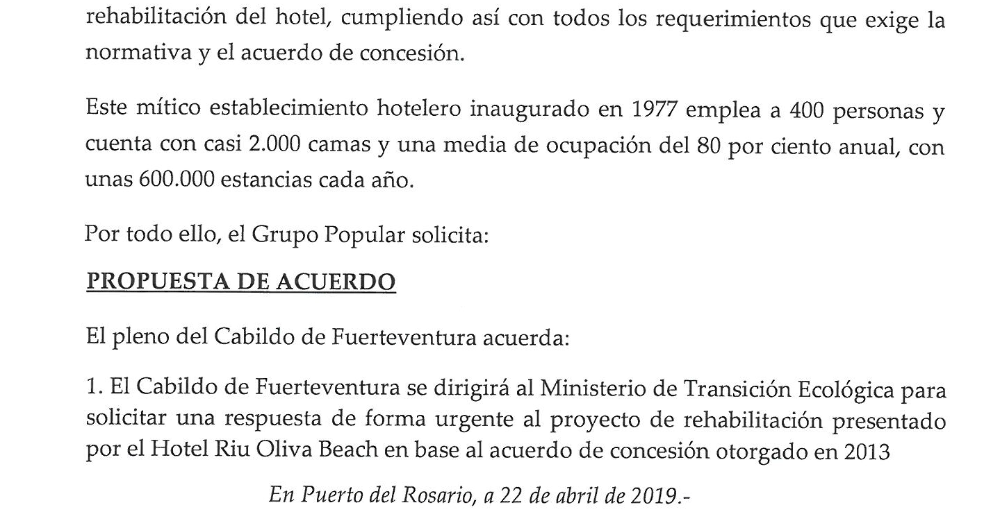 rehabilitación del hotel, cumpliendo así con todos los requerimientos que exige la
normativa y el acuerdo de concesión.
Este mítico establecimiento hotelero inaugurado en 1977 emplea a 400 personas y
cuenta con casi 2.000 camas y una media de ocupación del 80 por ciento anual, con
unas 600.000 estancias cada año.
Por todo ello, el Grupo Popular solicita:
PROPUESTA DE ACUERDO
El pleno del Cabildo de Fuerteventura acuerda:
1. El Cabildo de Fuerteventura se dirigirá al Ministerio de Transición Ecológica para
solicitar una respuesta de forma urgente al proyecto de rehabilitación presentado
por el Hotel Riu Oliva Beach en base al acuerdo de concesión otorgado en 2013
En Puerto del Rosario, a 22 de abril de 2019.-